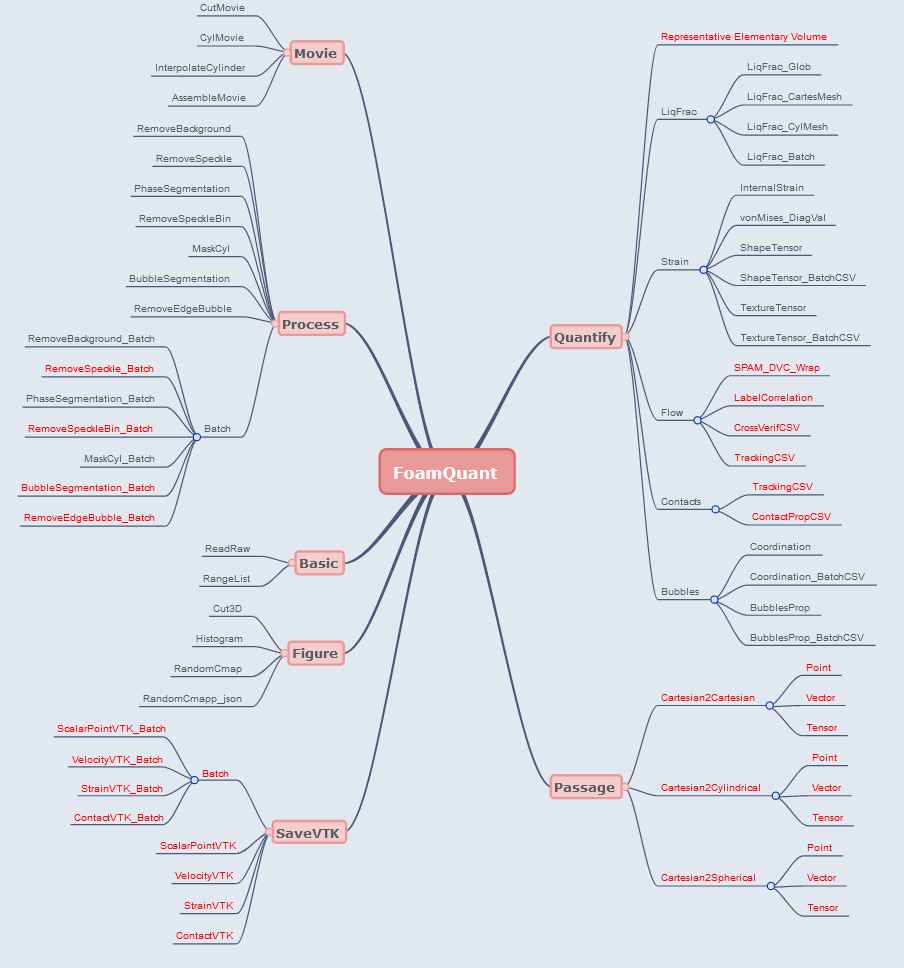 FoamQuant
Movie
CutMovie
CylMovie
InterpolateCylinder
AssembleMovie
Process
RemoveBackground
RemoveSpeckle
PhaseSegmentation
RemoveSpeckleBin
MaskCyl
BubbleSegmentation
RemoveEdgeBubble
Batch
RemoveBackground_Batch
RemoveSpeckle_Batch
PhaseSegmentation_Batch
RemoveSpeckleBin_Batch
MaskCyl_Batch
BubbleSegmentation_Batch
RemoveEdgeBubble_Batch
Basic
ReadRaw
RangeList
Figure
Cut3D
Histogram
RandomCmap
RandomCmapp_json
SaveVTK
Batch
ScalarPointVTK_Batch
VelocityVTK_Batch
StrainVTK_Batch
ContactVTK_Batch
ScalarPointVTK
VelocityVTK
StrainVTK
ContactVTK
Quantify
Representative Elementary Volume
LiqFrac
LiqFrac_Glob
LiqFrac_CartesMesh
LiqFrac_CylMesh
LiqFrac_Batch
Strain
InternalStrain
vonMises_DiagVal
ShapeTensor
ShapeTensor_BatchCSV
TextureTensor
TextureTensor_BatchCSV
Flow
SPAM_DVC_Wrap
LabelCorrelation
CrossVerifCSV
TrackingCSV
Contacts
TrackingCSV
ContactPropCSV
Bubbles
Coordination
Coordination_BatchCSV
BubblesProp
BubblesProp_BatchCSV
Passage
Cartesian2Cartesian
Point
Vector
Tensor
Cartesian2Cylindrical
Point
Vector
Tensor
Cartesian2Spherical
Point
Vector
Tensor